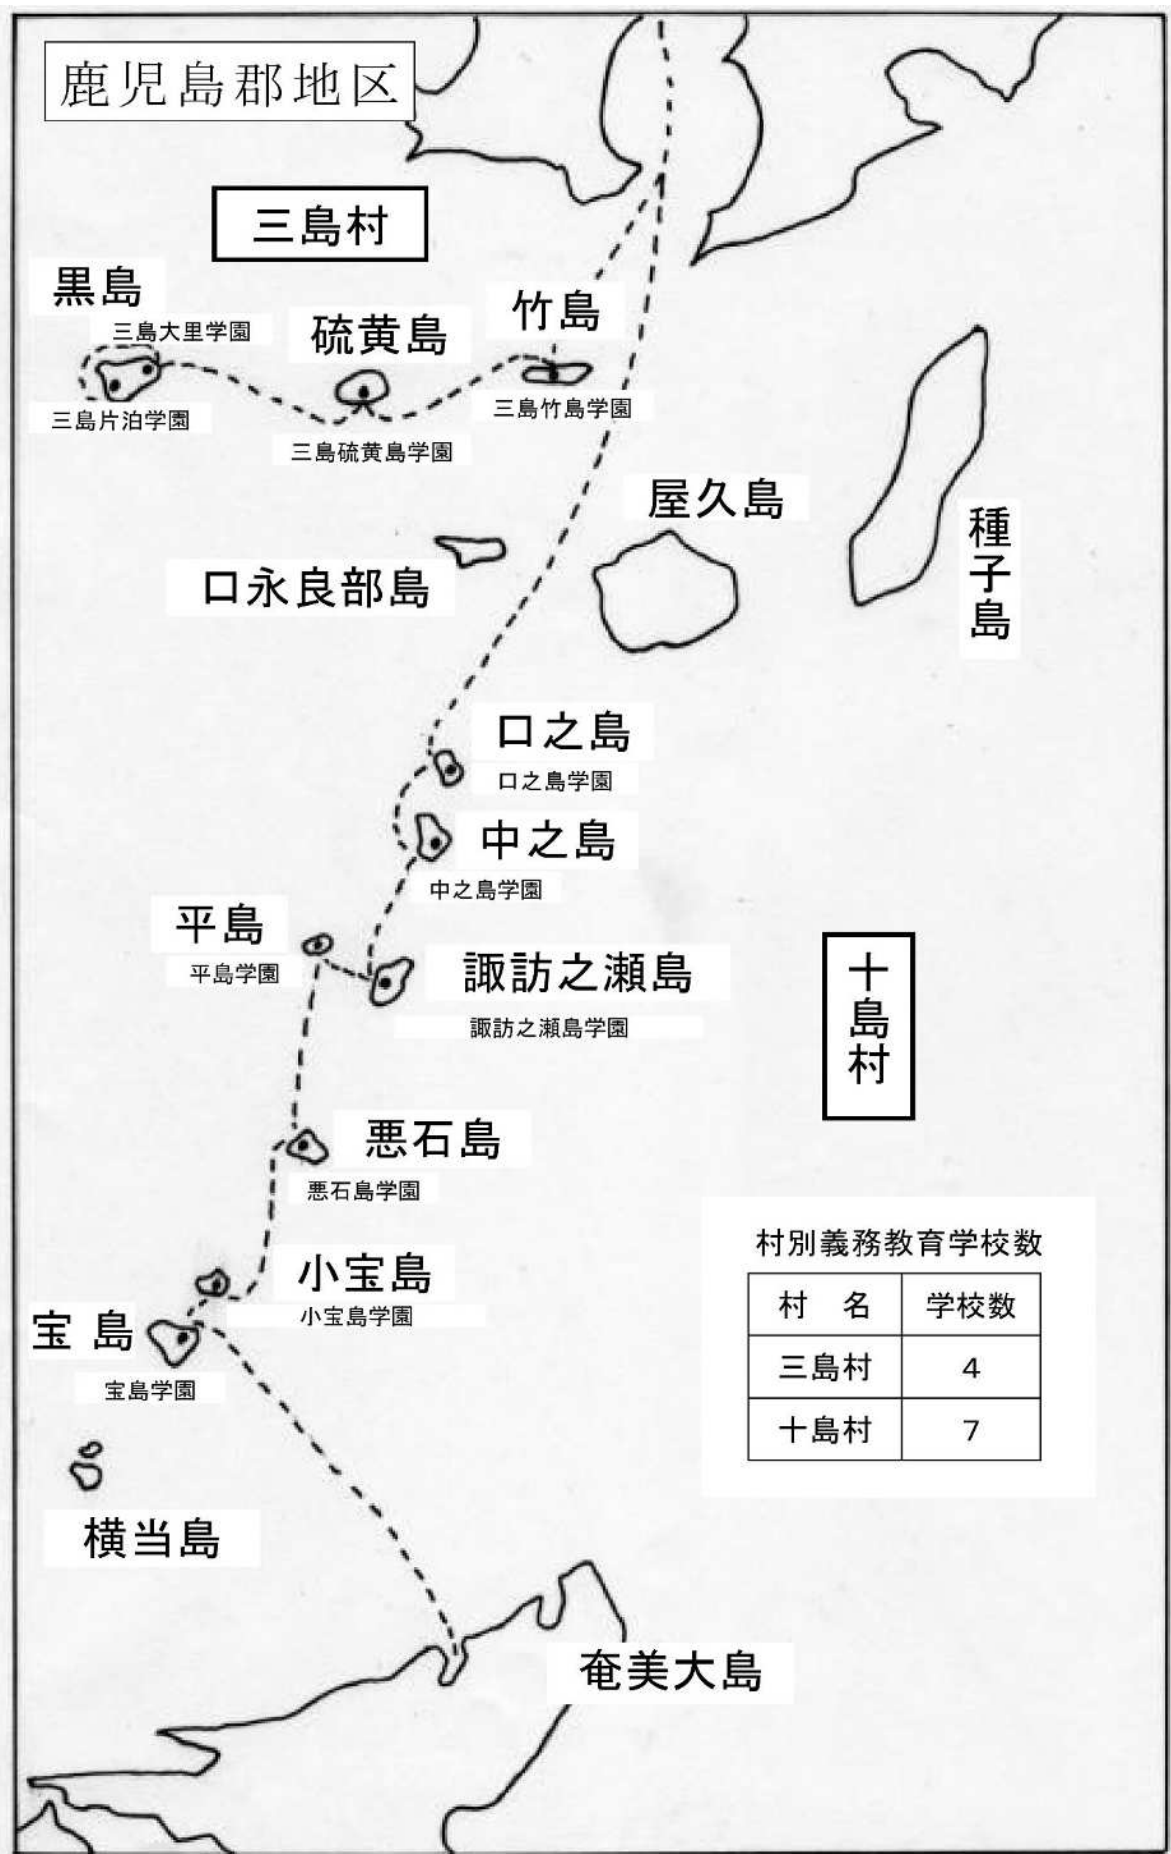 鹿児島郡地区
三島村
黒島
三島大里学園
三島片泊学園
硫黄島
三島硫黄島学園
竹島
三島竹島学園
屋久島
種子島
口永良部島
口之島
口之島学園
中之島
中之島学園
平島
平島学園
諏訪之瀬島
諏訪之瀬島学園
十島村
悪石島
悪石島学園
小宝島
小宝島学園
宝島
宝島学園
横当島
奄美大島
村別義務教育学校数
村 名 学校数
三島村 4
十島村 7